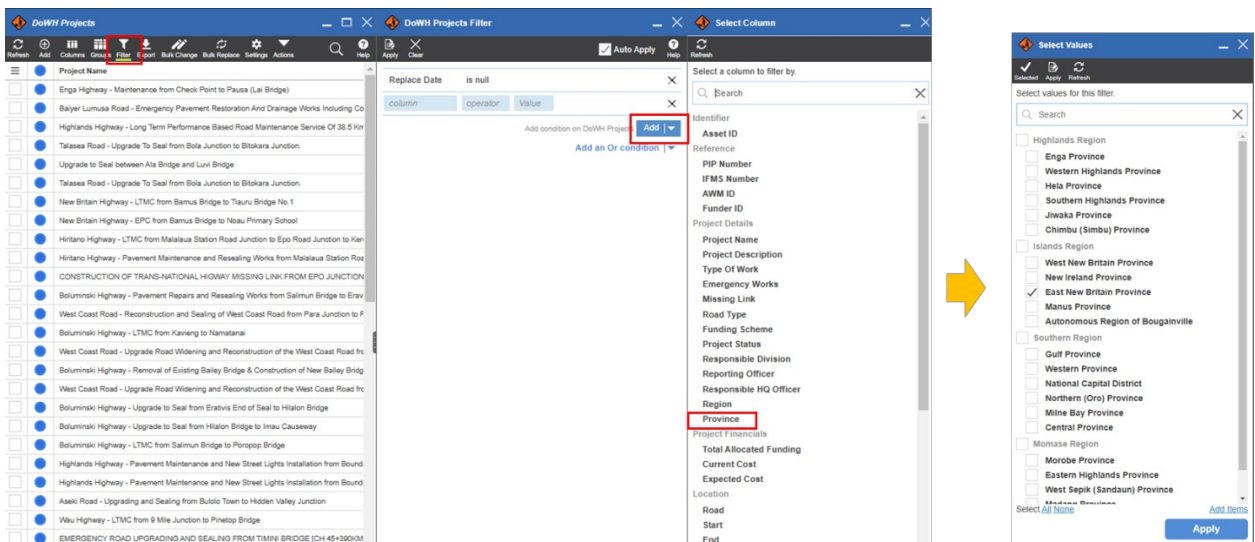 DoWH Projects
Refresh Add Columns Groups Filter Export Bulk Change Bulk Replace Settings Actions Help
Project Name
Enga Highway - Maintenance from Check Point to Pausa (Lai Bridge)
Baiyer Lumusa Road - Emergency Pavement Restoration And Drainage Works Including Co
Highlands Highway - Long Term Performance Based Road Maintenance Service Of 38.5 Km
Talasea Road - Upgrade To Seal from Bola Junction to Bitokara Junction.
Upgrade to Seal between Ala Bridge and Luvi Bridge
Talasea Road - Upgrade To Seal from Bola Junction to Bitokara Junction.
New Britain Highway - LTMC from Bamus Bridge to Tiauru Bridge No.1
New Britain Highway - EPC from Bamus Bridge to Noau Primary School
Hiritano Highway - LTMC from Malalaua Station Road Junction to Epo Road Junction to Ker
Hiritano Highway - Pavement Maintenance and Resealing Works from Malalaua Station Roa
CONSTRUCTION OF TRANS-NATIONAL HIGWAY MISSING LINK FROM EPO JUNCTION
Boluminski Highway - Pavement Repairs and Resealing Works from Salimun Bridge to Erav
West Coast Road - Reconstruction and Sealing of West Coast Road from Para Junction to F
Boluminski Highway - LTMC from Kavieng to Namatanai
West Coast Road - Upgrade Road Widening and Reconstruction of the West Coast Road frc
Boluminski Highway - Removal of Existing Bailey Bridge & Construction of New Bailey Bridg
West Coast Road - Upgrade Road Widening and Reconstruction of the West Coast Road frc
Boluminski Highway - Upgrade to Seal from Erativis End of Seal to Hilalon Bridge
Boluminski Highway - Upgrade to Seal from Hilalon Bridge to Imau Causeway
Boluminski Highway - LTMC from Salimun Bridge to Poropop Bridge
Highlands Highway - Pavement Maintenance and New Street Lights Installation from Bound
Highlands Highway - Pavement Maintenance and New Street Lights Installation from Bound
Aseki Road - Upgrading and Sealing from Bulolo Town to Hidden Valley Junction
Wau Highway - LTMC from 9 Mile Junction to Pinetop Bridge
EMERGENCY ROAD UPGRADING AND SEALING FROM TIMINI BRIDGE [CH 45+390KM
DoWH Projects Filter
Apply Clear Auto Apply Help
Replace Date is null
column operator Value
Add condition on DoWH Projects Add
Add an Or condition
Select Column
Refresh
Select a column to filter by.
Search
Identifier
Asset ID
Reference
PIP Number
IFMS Number
AWM ID
Funder ID
Project Details
Project Name
Project Description
Type Of Work
Emergency Works
Missing Link
Road Type
Funding Scheme
Project Status
Responsible Division
Reporting Officer
Responsible HQ Officer
Region
Province
Project Financials
Total Allocated Funding
Current Cost
Expected Cost
Location
Road
Start
End
Select Values
Selected Apply Refresh
Select values for this filter.
Search
Highlands Region
Enga Province
Western Highlands Province
Hela Province
Southern Highlands Province
Jiwaka Province
Chimbu (Simbu) Province
Islands Region
West New Britain Province
New Ireland Province
East New Britain Province
Manus Province
Autonomous Region of Bougainville
Southern Region
Gulf Province
Western Province
National Capital District
Northern (Oro) Province
Milne Bay Province
Central Province
Momase Region
Morobe Province
Eastern Highlands Province
West Sepik (Sandaun) Province
Madang Province
Select All None Add Items
Apply